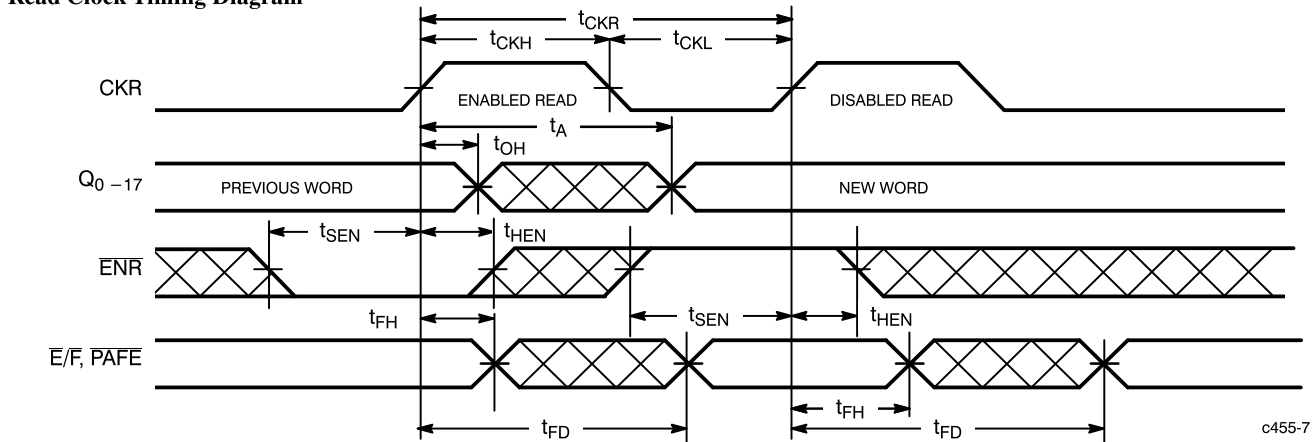 Read Clock Timing Diagram
tCKR
tCKH
tCKL
CKR
ENABLED READ
DISABLED READ
tA
tOH
Q0 –17
PREVIOUS WORD
NEW WORD
tSEN
tHEN
ENR
tSEN
tHEN
tFH
E/F, PAFE
tFH
tFD
tFD
c455-7